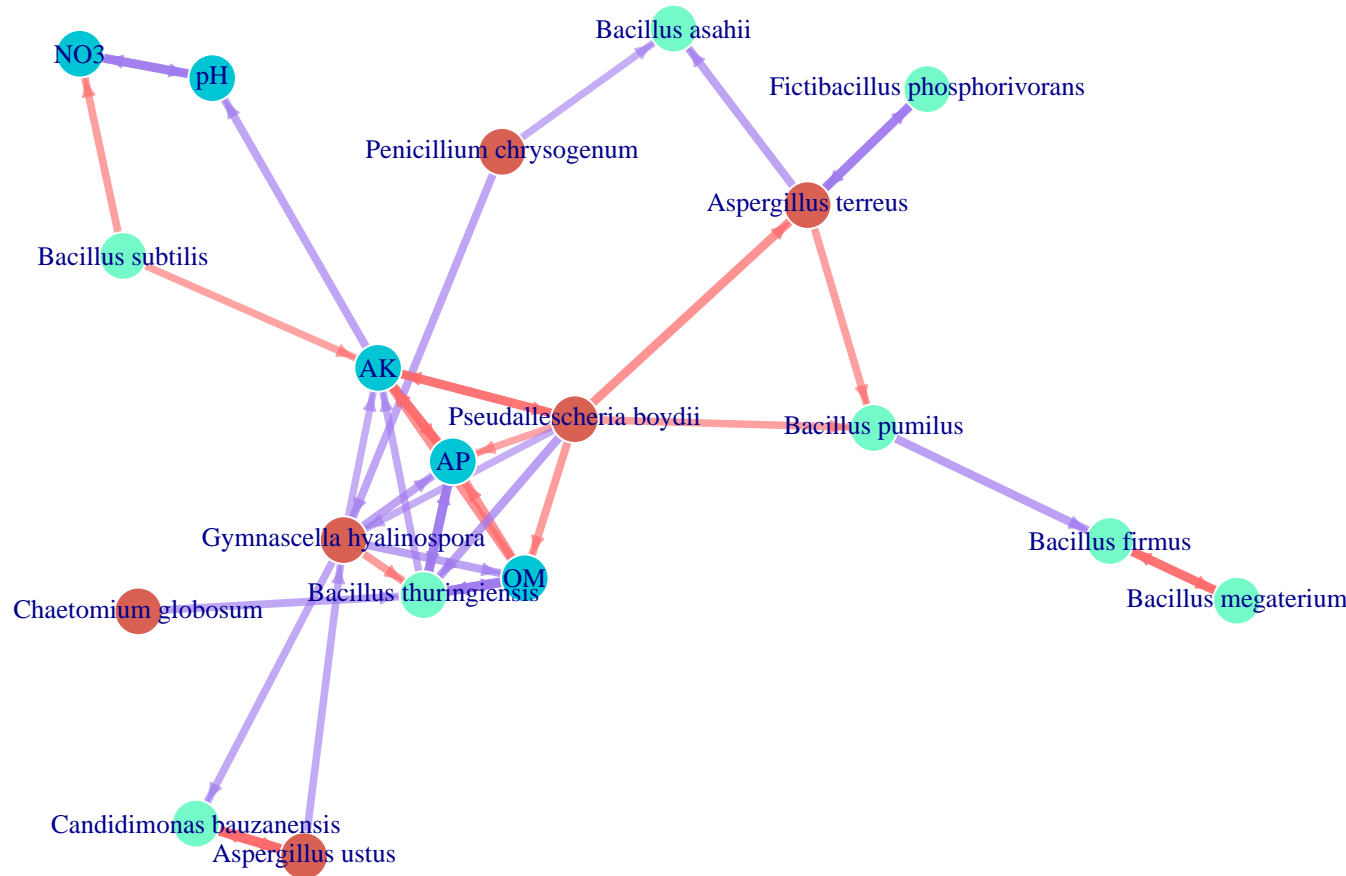 Bacillus asahii
NO3
pH
Fictibacillus phosphorivorans
Penicillium chrysogenum
Aspergillus terreus
Bacillus subtilis
AK
Pseudallescheria boydii
Bacillus pumilus
AP
Gymnascella hyalinospora
Bacillus firmus
OM
Bacillus thuringiensis
Bacillus megaterium
Chaetomium globosum
Candidimonas bauzanensis
Aspergillus ustus